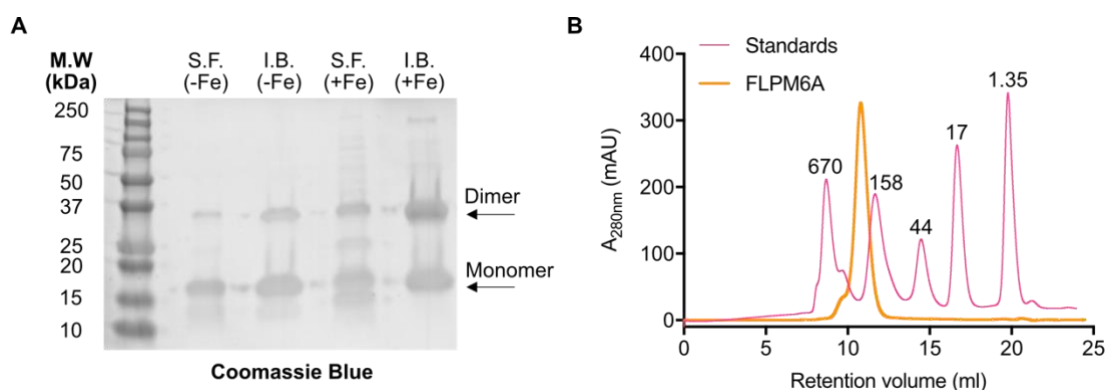 A
M.W
(kDa)
S.F.
(-Fe)
I.B.
(-Fe)
S.F.
(+Fe)
I.B.
(+Fe)
250
75
50
37
25
20
15
10
Dimer
Monomer
Coomassie Blue
B
Standards
FLPM6A
400
300
200
100
0
A280nm (mAU)
670
158
44
17
1.35
0
5
10
15
20
25
Retention volume (ml)